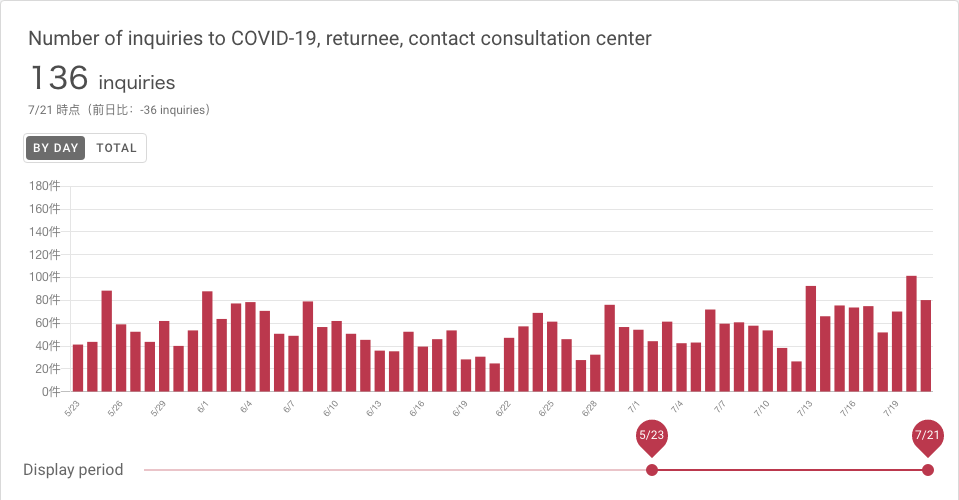 Number of inquiries to COVID-19, returnee, contact consultation center
136 inquiries
7/21 時点（前日比：-36 inquiries）
BY DAY TOTAL
180件
160件
140件
120件
100件
80件
60件
40件
20件
0件
5/23 5/26 5/29 6/1 6/4 6/7 6/10 6/13 6/16 6/19 6/22 6/25 6/28 7/1 7/4 7/7 7/10 7/13 7/16 7/19
5/23 7/21
Display period